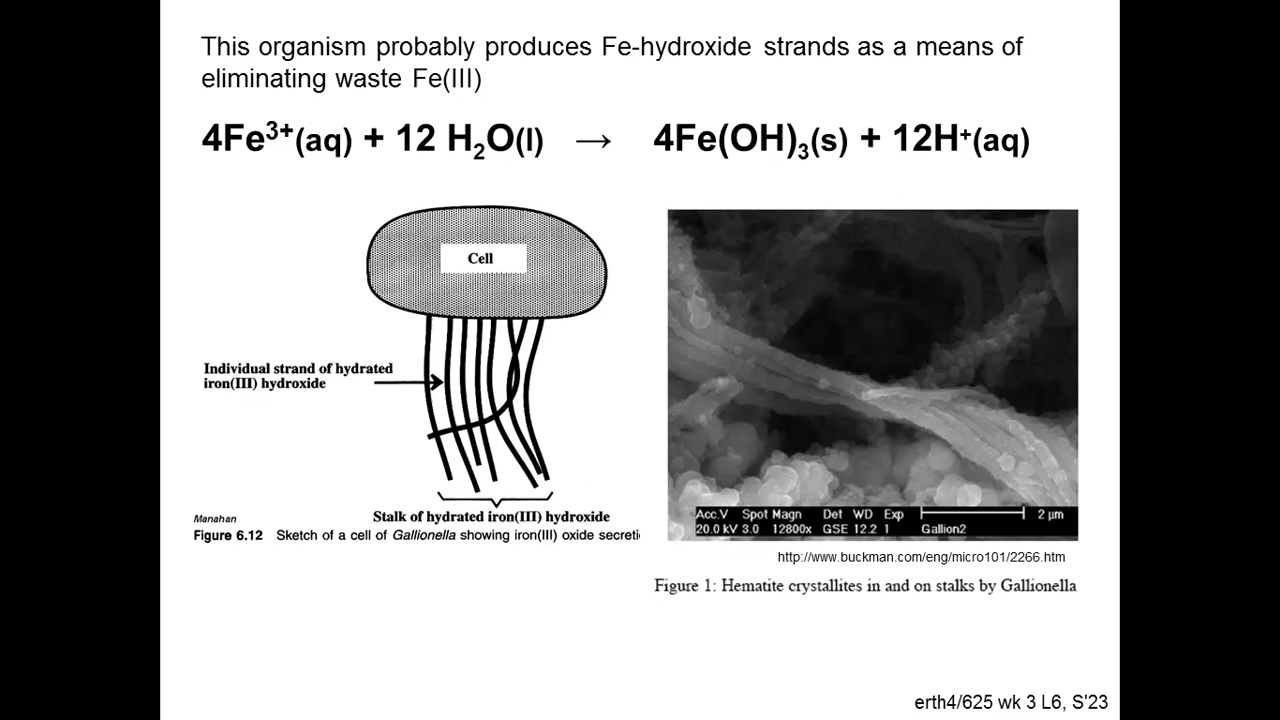 This organism probably produces Fe-hydroxide strands as a means of
eliminating waste Fe(III)
4Fe³⁺(aq) + 12 H₂O(l) → 4Fe(OH)₃(s) + 12H⁺(aq)
Cell
Individual strand of hydrated
iron(III) hydroxide
Stalk of hydrated iron(III) hydroxide
Manahan
Figure 6.12 Sketch of a cell of Gallionella showing iron(III) oxide secreti
Acc.V Spot Magn Det WD Exp 2 µm
20.0 kV 3.0 12800x GSE 12.2 1 Gallion2
http://www.buckman.com/eng/micro101/2266.htm
Figure 1: Hematite crystallites in and on stalks by Gallionella
erth4/625 wk 3 L6, S'23